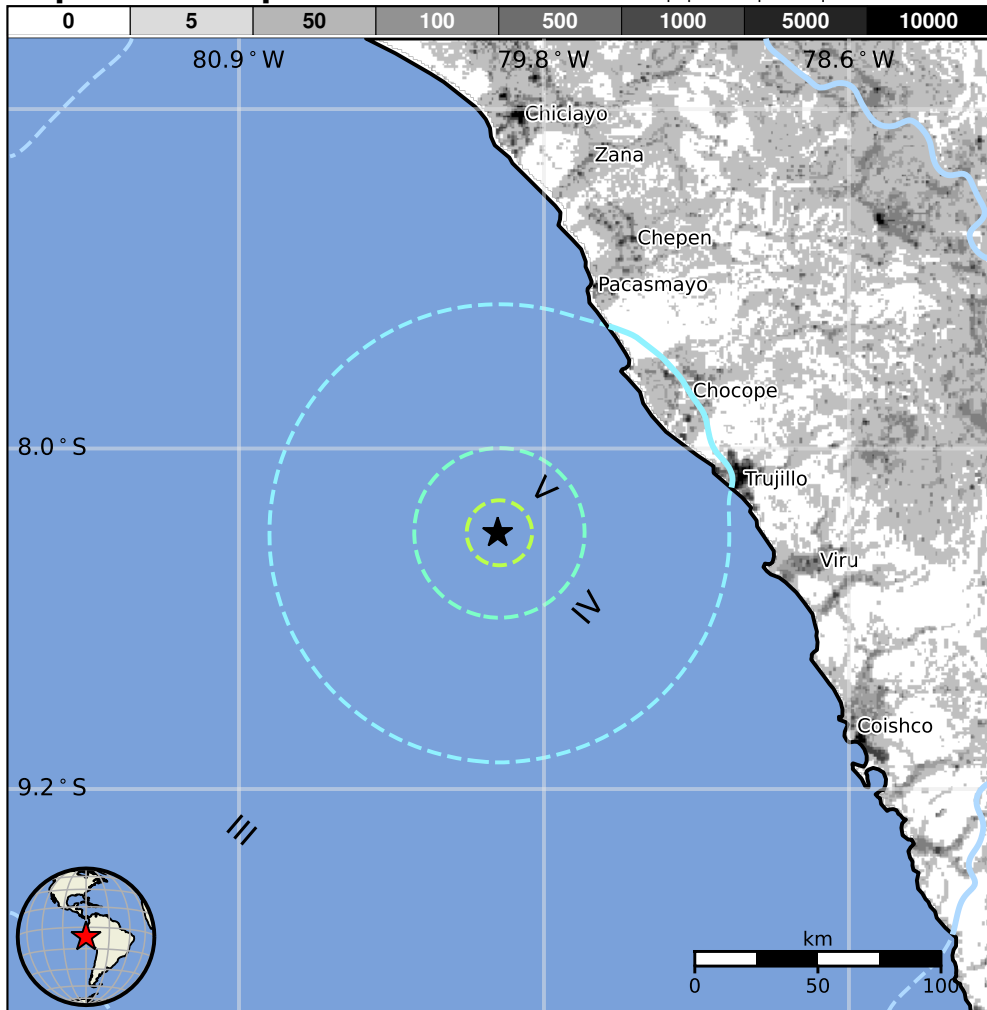 0 5 50 100 500 1000 5000 10000
80.9°W 79.8°W 78.6°W
Chiclayo
Zana
Chepen
Pacasmayo
Chocope
8.0°S
Trujillo
V
Viru
IV
Coishco
9.2°S
III
km
0 50 100